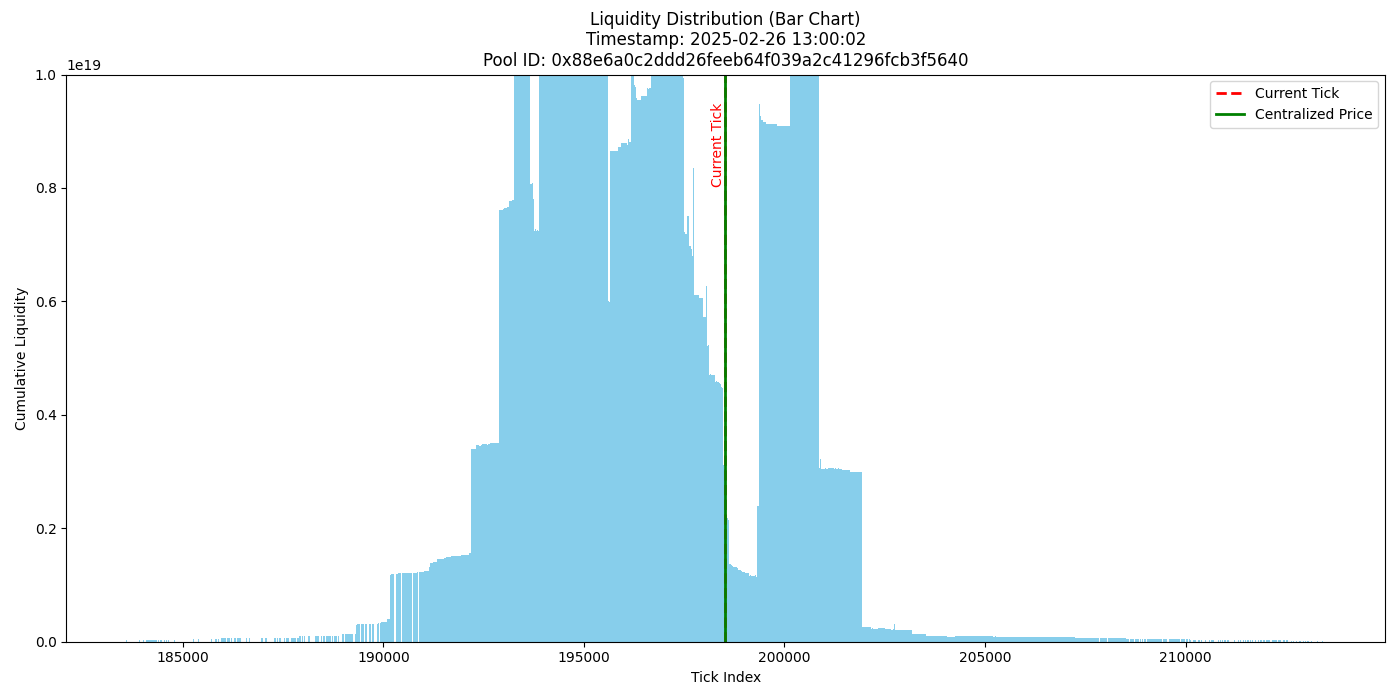 Liquidity Distribution (Bar Chart)
Timestamp: 2025-02-26 13:00:02
Pool ID: 0x88e6a0c2ddd26feeb64f039a2c41296fcb3f5640
1e19
1.0
0.8
0.6
0.4
0.2
0.0
Cumulative Liquidity
Current Tick
Current Tick
Centralized Price
185000
190000
195000
200000
205000
210000
Tick Index